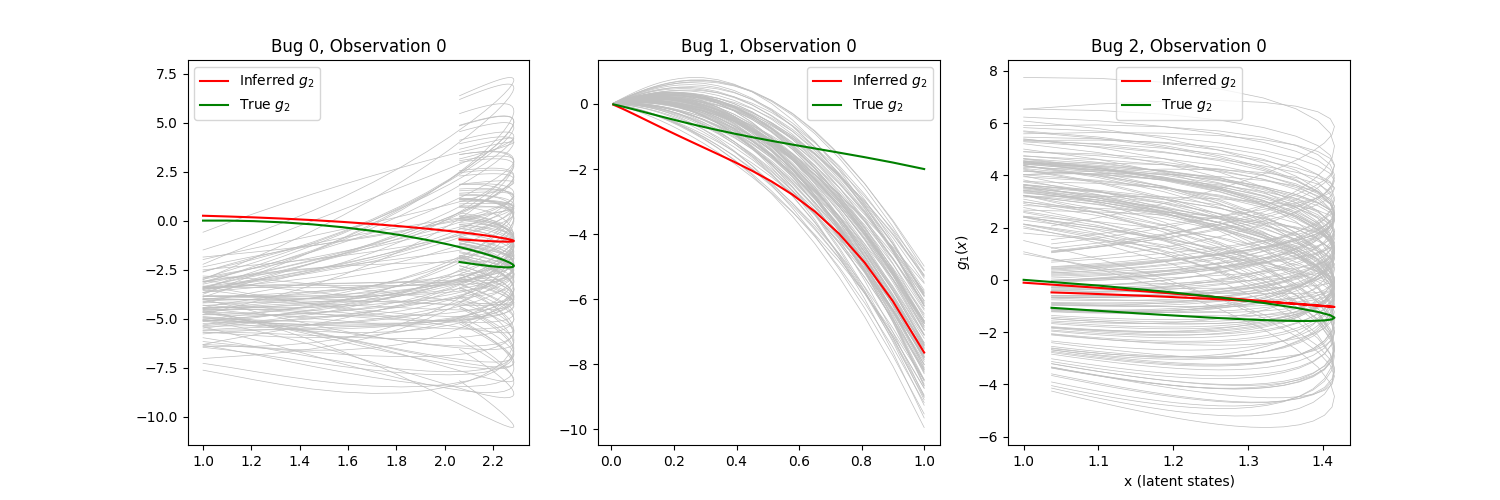 Bug 0, Observation 0
Inferred g₂
True g₂
7.5
5.0
2.5
0.0
−2.5
−5.0
−7.5
−10.0
1.0 1.2 1.4 1.6 1.8 2.0 2.2
Bug 1, Observation 0
Inferred g₂
True g₂
0
−2
−4
−6
−8
−10
0.0 0.2 0.4 0.6 0.8 1.0
Bug 2, Observation 0
Inferred g₂
True g₂
g₁(x)
8
6
4
2
0
−2
−4
−6
1.0 1.1 1.2 1.3 1.4
x (latent states)